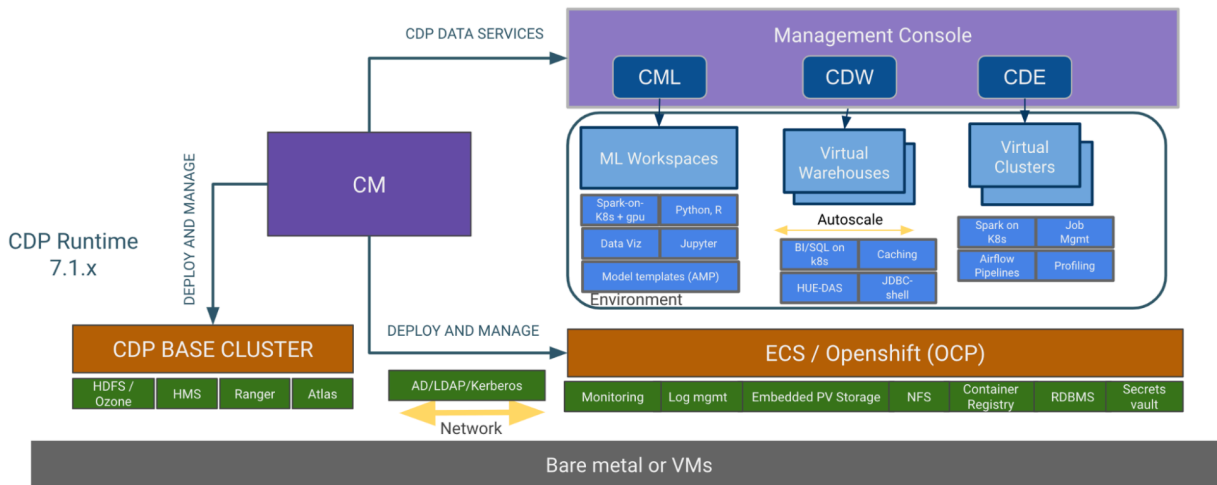 CDP DATA SERVICES
Management Console
CML
CDW
CDE
CM
ML Workspaces
Virtual
Warehouses
Virtual
Clusters
DEPLOY AND MANAGE
Spark-on-
K8s + gpu
Python, R
Data Viz
Jupyter
Model templates (AMP)
Environment
Autoscale
BI/SQL on
k8s
Caching
HUE-DAS
JDBC-
shell
Spark on
K8s
Job
Mgmt
Airflow
Pipelines
Profiling
CDP Runtime
7.1.x
DEPLOY AND MANAGE
CDP BASE CLUSTER
HDFS /
Ozone
HMS
Ranger
Atlas
AD/LDAP/Kerberos
Network
ECS / Openshift (OCP)
Monitoring
Log mgmt
Embedded PV Storage
NFS
Container
Registry
RDBMS
Secrets
vault
Bare metal or VMs